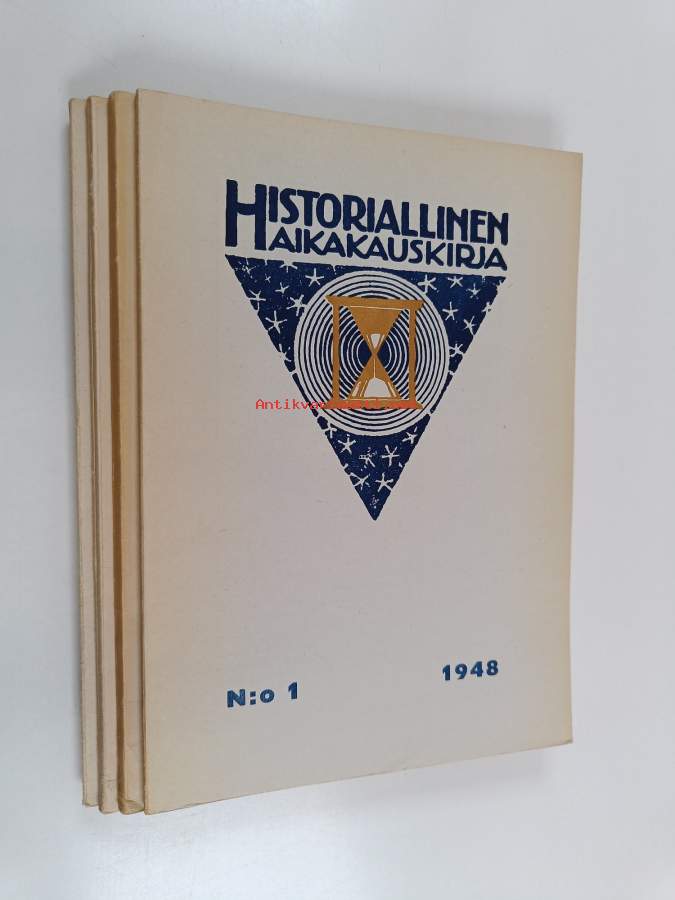 HISTORIALLINEN
AIKAKAUSKIRJA
N:o 1
1948